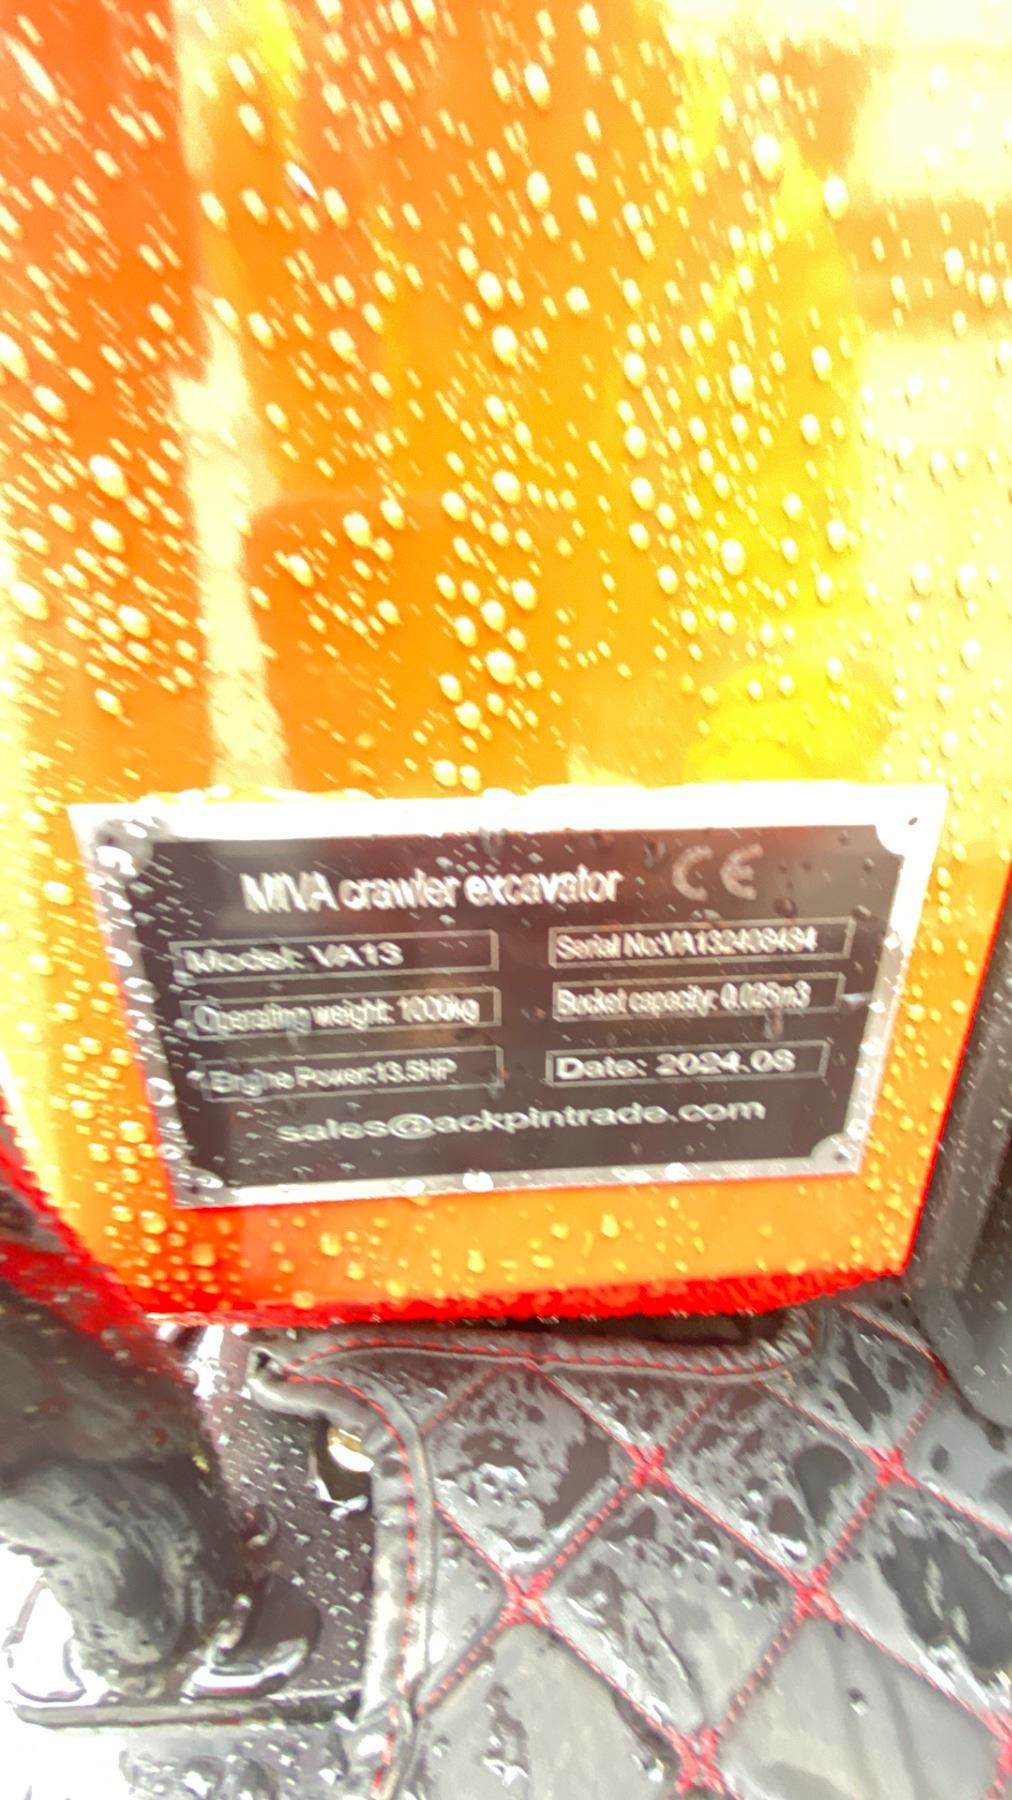 MIVA crawler excavator CE
Model: VA13
Serial No:VA132408484
Operating weight: 1000kg
Bucket capacity: 0.025m3
Engine Power:13.5HP
Date: 2024.08
sales@ackpintrade.com